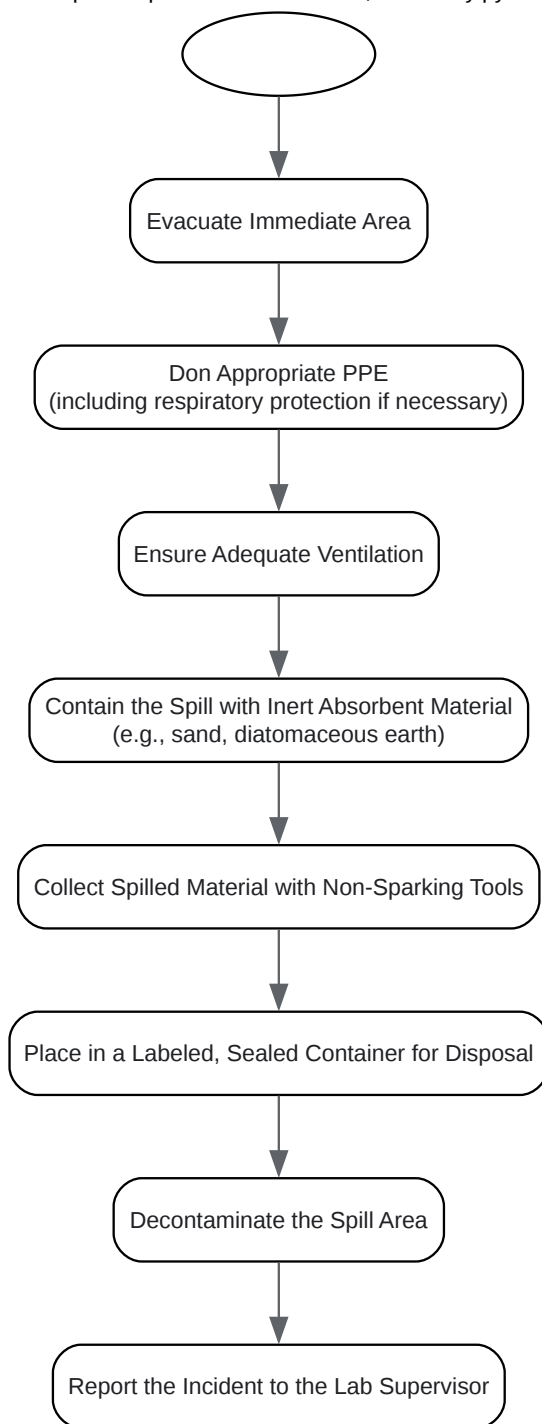 Evacuate Immediate Area
Don Appropriate PPE
(including respiratory protection if necessary)
Ensure Adequate Ventilation
Contain the Spill with Inert Absorbent Material
(e.g., sand, diatomaceous earth)
Collect Spilled Material with Non-Sparking Tools
Place in a Labeled, Sealed Container for Disposal
Decontaminate the Spill Area
Report the Incident to the Lab Supervisor